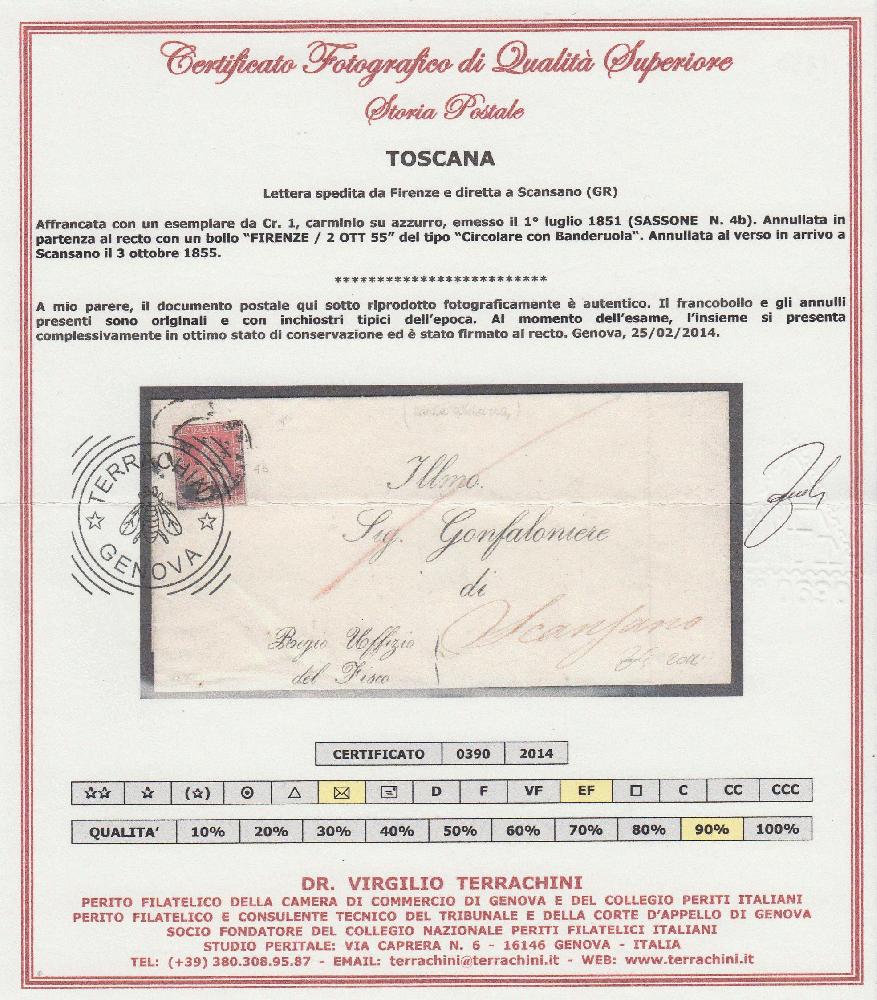 Certificato Fotografico di Qualità Superiore
Storia Postale
TOSCANA
Lettera spedita da Firenze e diretta a Scansano (GR)
Affrancata con un esemplare da Cr. 1, carminio su azzurro, emesso il 1° luglio 1851 (SASSONE N. 4b). Annullata in
partenza al recto con un bollo “FIRENZE / 2 OTT 55” del tipo “Circolare con Banderuola”. Annullata al verso in arrivo a
Scansano il 3 ottobre 1855.
*************************
A mio parere, il documento postale qui sotto riprodotto fotograficamente è autentico. Il francobollo e gli annulli
presenti sono originali e con inchiostri tipici dell’epoca. Al momento dell’esame, l’insieme si presenta
complessivamente in ottimo stato di conservazione ed è stato firmato al recto. Genova, 25/02/2014.
TERRACHINI
GENOVA
4b
Illmo.
Sig. Gonfaloniere
di
Scansano
Regio Uffizio
del Fisco
CERTIFICATO 0390 2014
D F VF EF C CC CCC
QUALITA’ 10% 20% 30% 40% 50% 60% 70% 80% 90% 100%
DR. VIRGILIO TERRACHINI
PERITO FILATELICO DELLA CAMERA DI COMMERCIO DI GENOVA E DEL COLLEGIO PERITI ITALIANI
PERITO FILATELICO E CONSULENTE TECNICO DEL TRIBUNALE E DELLA CORTE D’APPELLO DI GENOVA
SOCIO FONDATORE DEL COLLEGIO NAZIONALE PERITI FILATELICI ITALIANI
STUDIO PERITALE: VIA CAPRERA N. 6 - 16146 GENOVA - ITALIA
TEL: (+39) 380.308.95.87 - EMAIL: terrachini@terrachini.it - WEB: www.terrachini.it